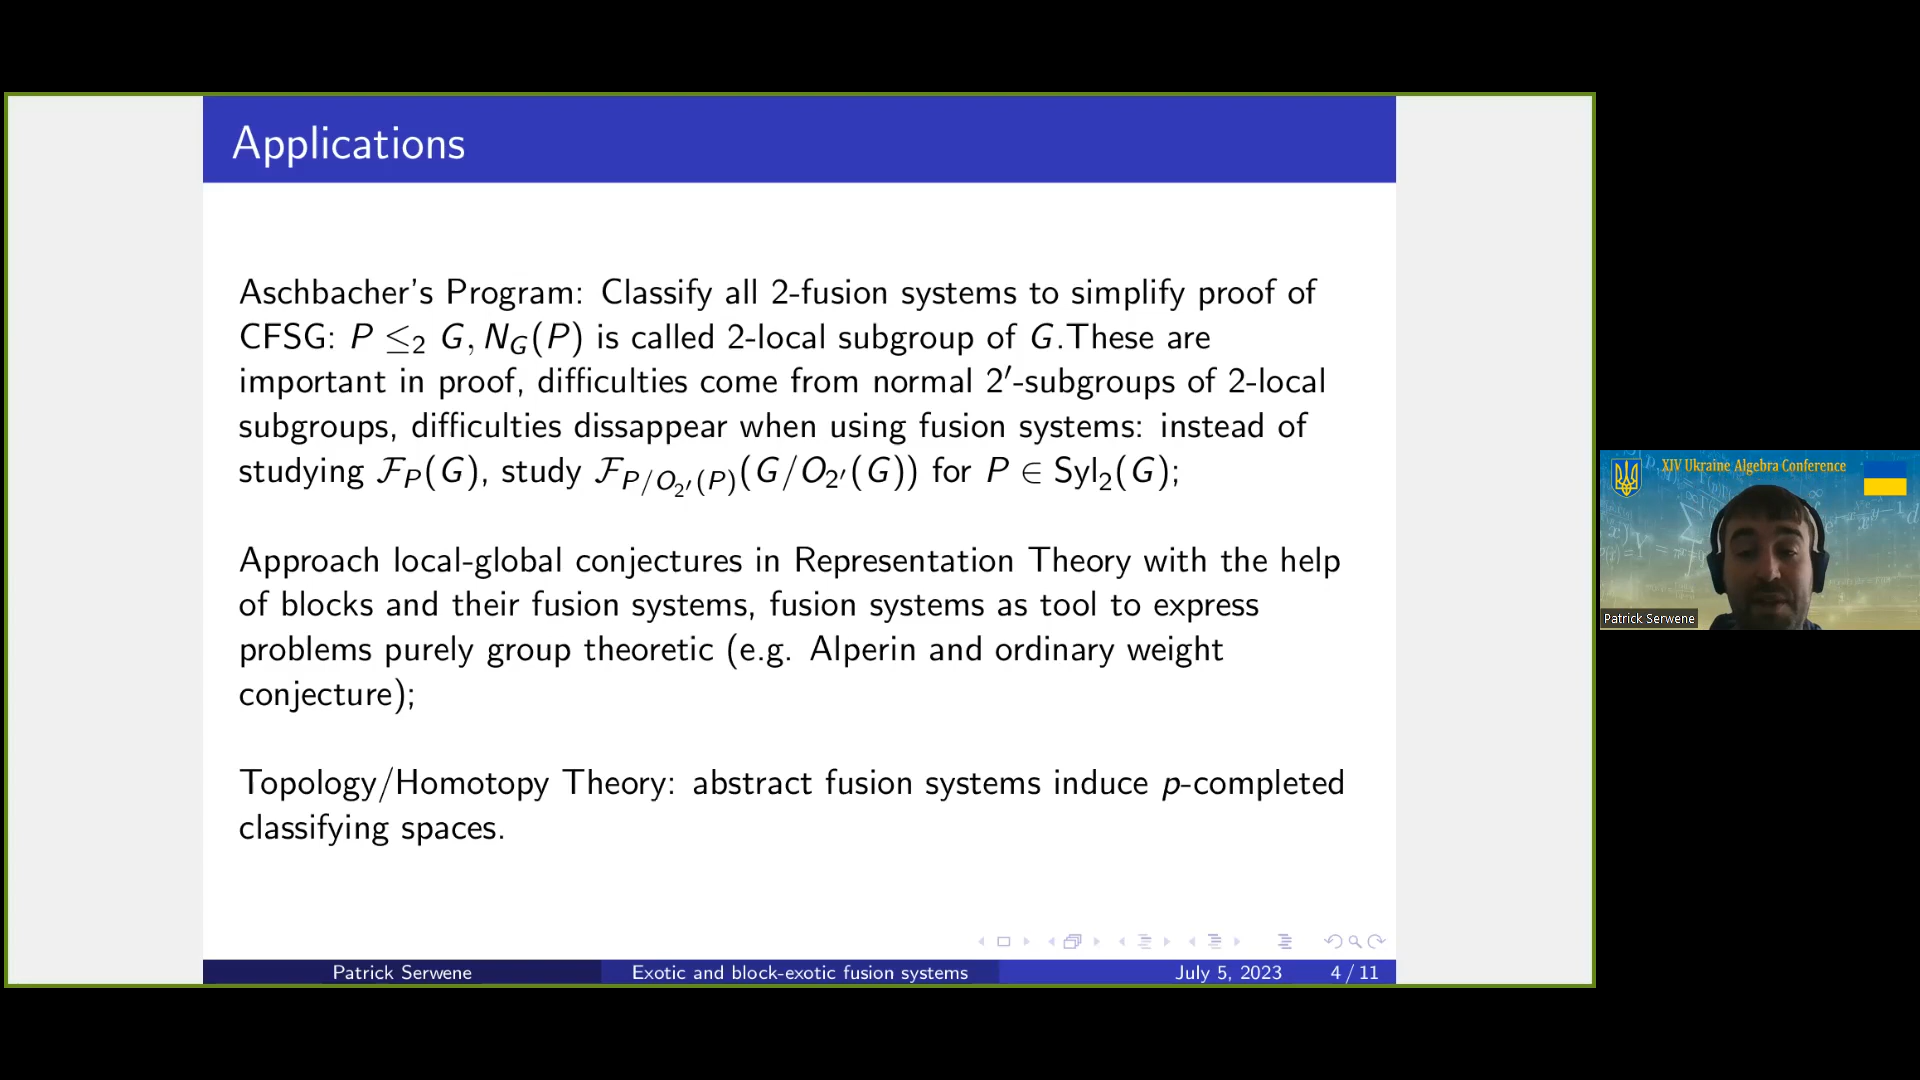 Applications
Aschbacher's Program: Classify all 2-fusion systems to simplify proof of
CFSG: P ≤₂ G, N_G(P) is called 2-local subgroup of G.These are
important in proof, difficulties come from normal 2′-subgroups of 2-local
subgroups, difficulties dissappear when using fusion systems: instead of
studying ℱ_P(G), study ℱ_{P/O_{2′}(P)}(G/O_{2′}(G)) for P ∈ Syl₂(G);
Approach local-global conjectures in Representation Theory with the help
of blocks and their fusion systems, fusion systems as tool to express
problems purely group theoretic (e.g. Alperin and ordinary weight
conjecture);
Topology/Homotopy Theory: abstract fusion systems induce p-completed
classifying spaces.
Patrick Serwene Exotic and block-exotic fusion systems July 5, 2023 4 / 11
XIV Ukraine Algebra Conference
Patrick Serwene